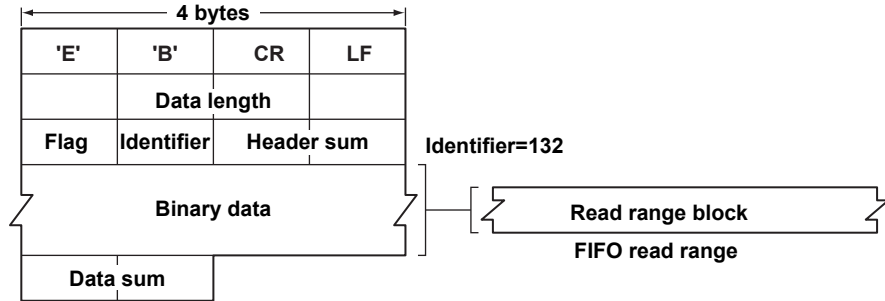 4 bytes
'E' 'B' CR LF
Data length
Flag Identifier Header sum
Identifier=132
Binary data
Read range block
FIFO read range
Data sum